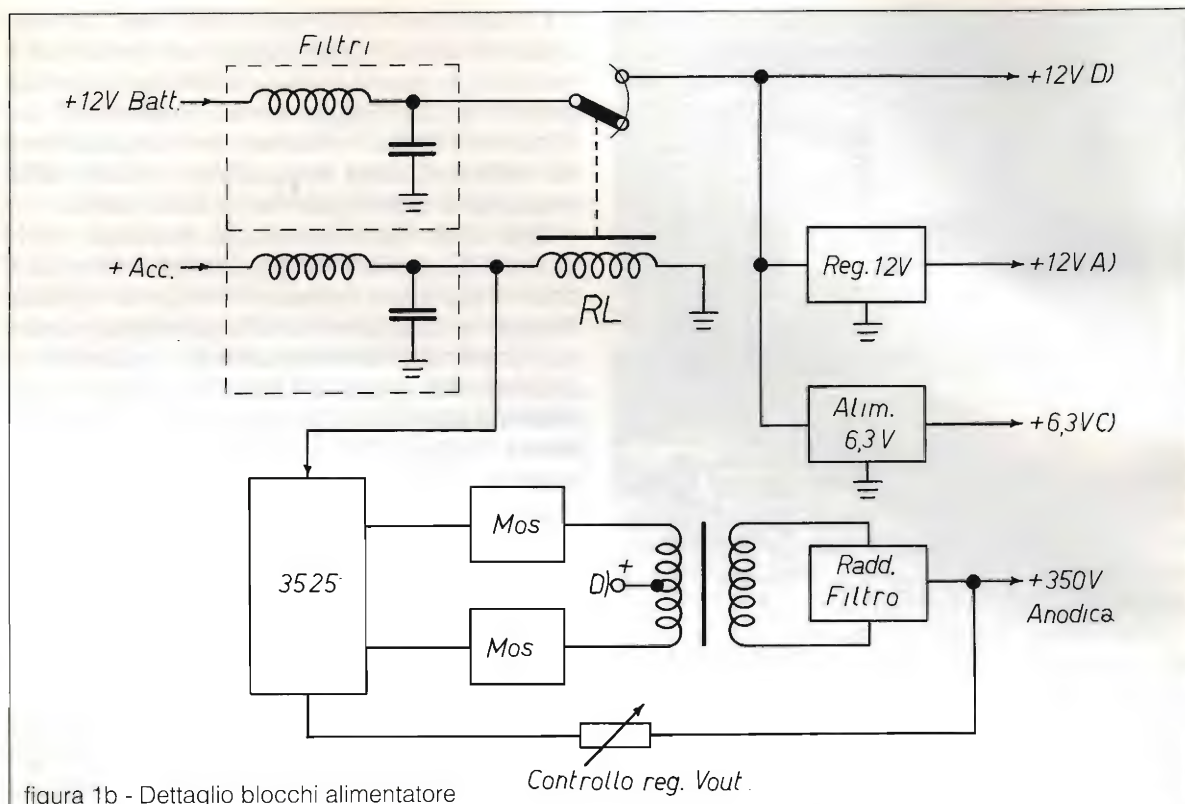 Filtri
+12V Batt.
+12V D)
+ Acc.
RL
Reg. 12V
+12V A)
Alim.
6,3 V
+6,3V C)
3525
Mos
D) +
Mos
Radd.
Filtro
+350V
Anodica
Controllo reg. Vout.
figura 1b - Dettaglio blocchi alimentatore